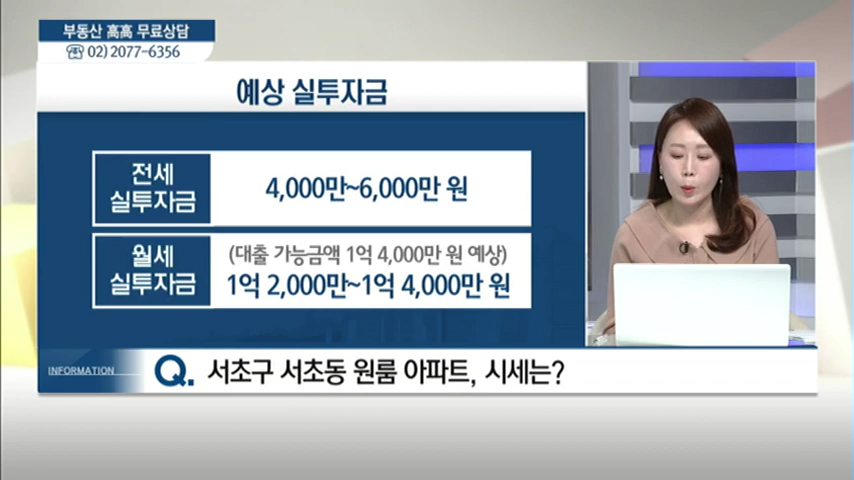 부동산 高高 무료상담
☎ 02) 2077-6356
예상 실투자금
전세
실투자금
4,000만~6,000만 원
월세
실투자금
(대출 가능금액 1억 4,000만 원 예상)
1억 2,000만~1억 4,000만 원
INFORMATION
Q. 서초구 서초동 원룸 아파트, 시세는?